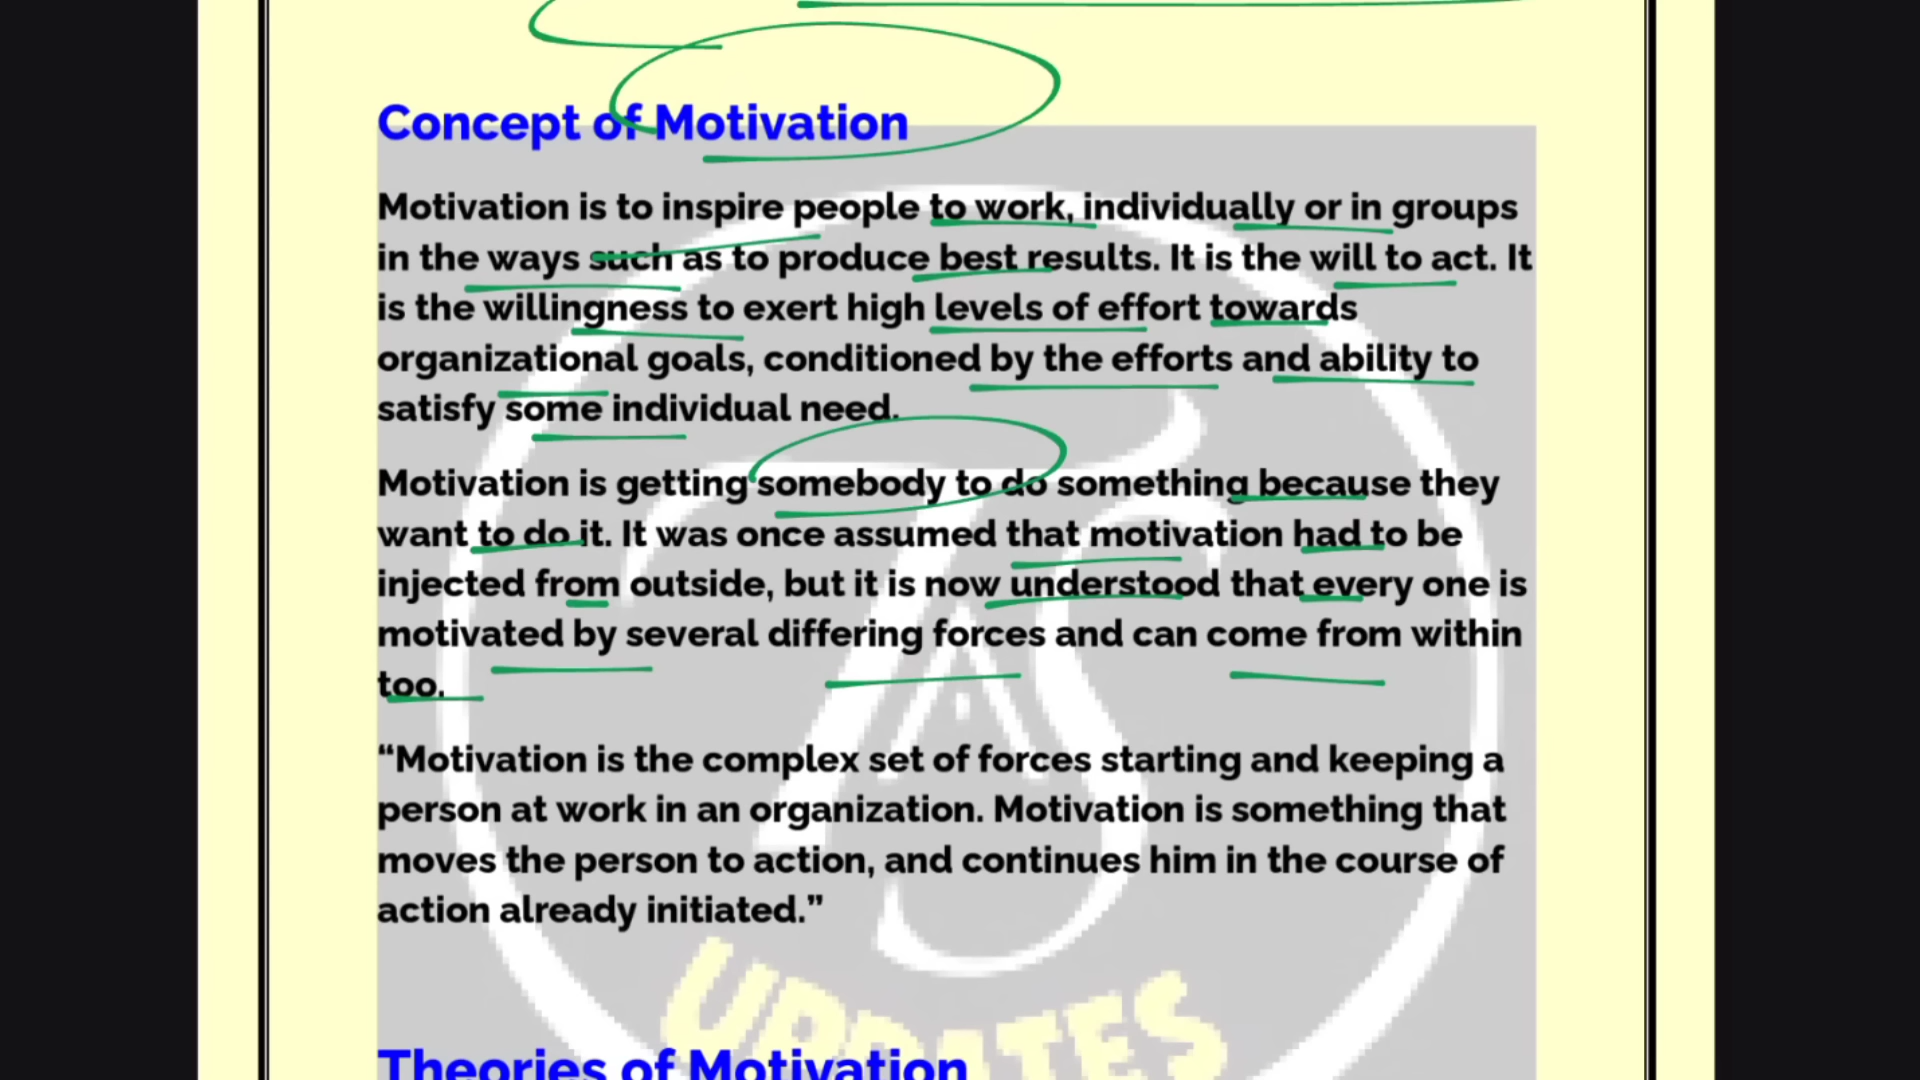 Concept of Motivation
Motivation is to inspire people to work, individually or in groups
in the ways such as to produce best results. It is the will to act. It
is the willingness to exert high levels of effort towards
organizational goals, conditioned by the efforts and ability to
satisfy some individual need.
Motivation is getting somebody to do something because they
want to do it. It was once assumed that motivation had to be
injected from outside, but it is now understood that every one is
motivated by several differing forces and can come from within
too.
“Motivation is the complex set of forces starting and keeping a
person at work in an organization. Motivation is something that
moves the person to action, and continues him in the course of
action already initiated.”
UPDATES
Theories of Motivation